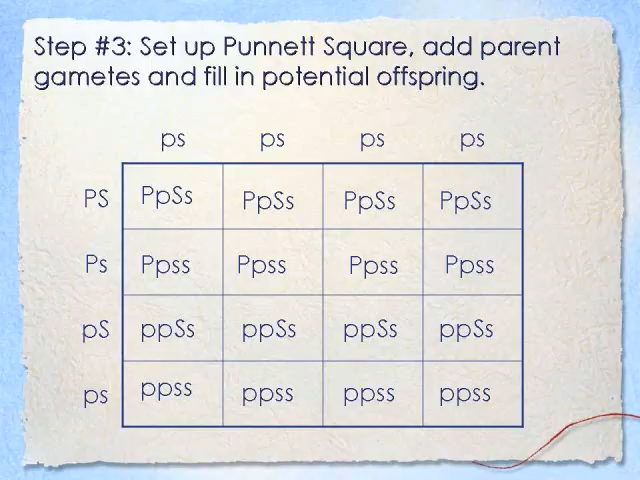 Step #3: Set up Punnett Square, add parent
gametes and fill in potential offspring.
ps ps ps ps
PS PpSs PpSs PpSs PpSs
Ps Ppss Ppss Ppss Ppss
pS ppSs ppSs ppSs ppSs
ps ppss ppss ppss ppss